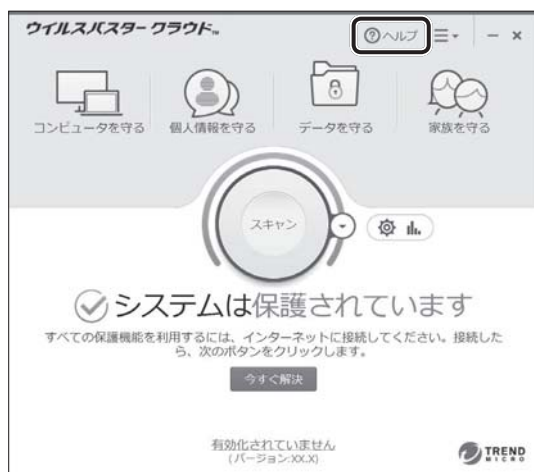 ウイルスバスター クラウド™
?ヘルプ
コンピュータを守る
個人情報を守る
データを守る
家族を守る
スキャン
システムは保護されています
すべての保護機能を利用するには、インターネットに接続してください。接続した
ら、次のボタンをクリックします。
今すぐ解決
有効化されていません
(バージョン:XX.X)
TREND
MICRO